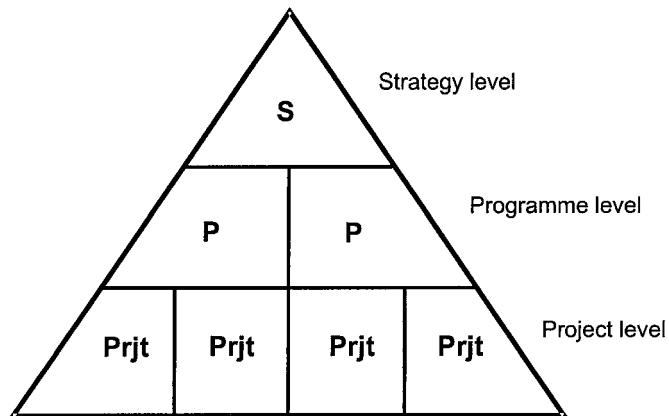 Strategy level
S
Programme level
P P
Project level
Prjt Prjt Prjt Prjt